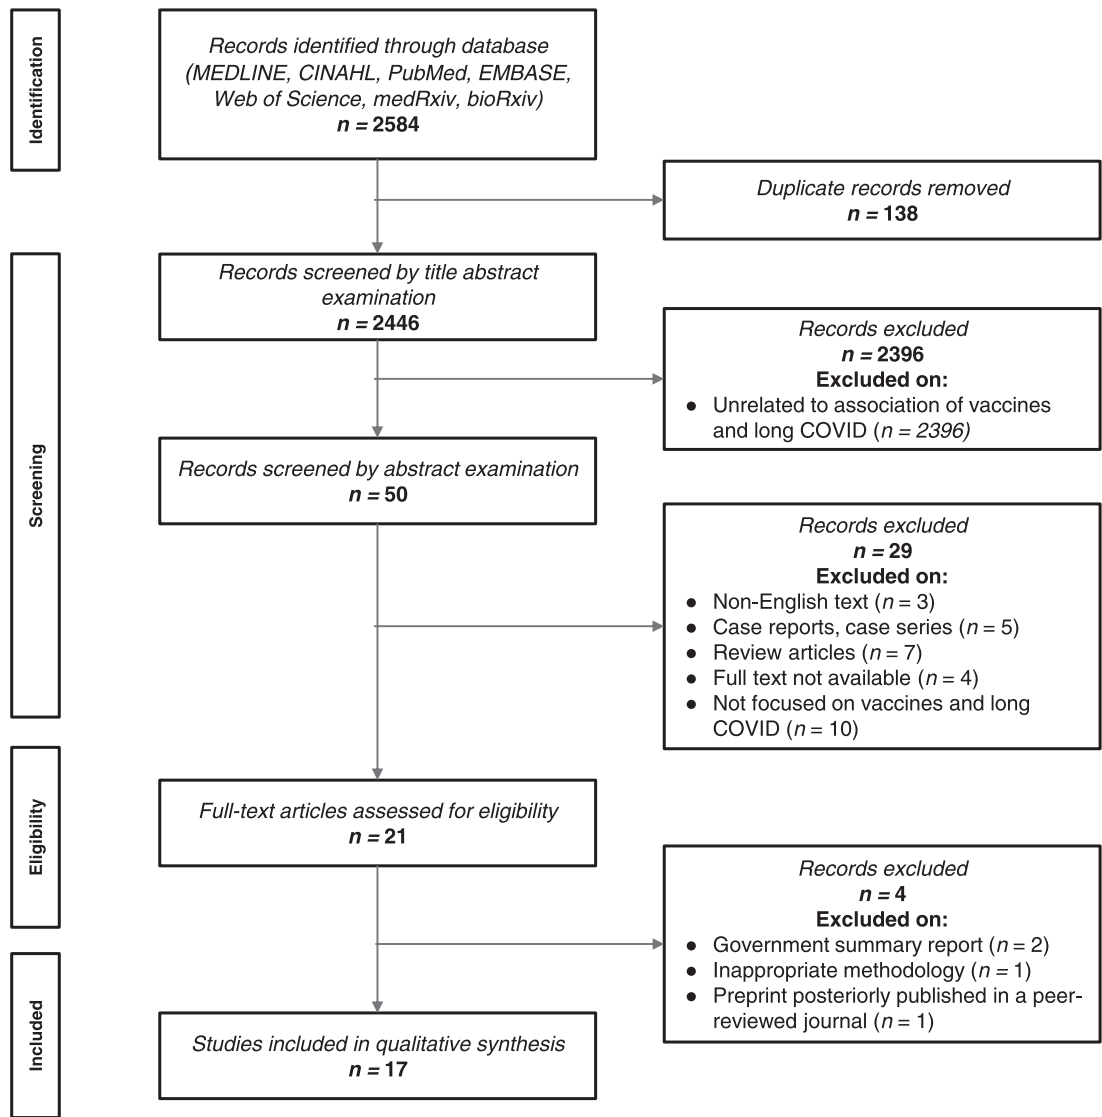 Identification
Records identified through database
(MEDLINE, CINAHL, PubMed, EMBASE,
Web of Science, medRxiv, bioRxiv)
n = 2584
Duplicate records removed
n = 138
Screening
Records screened by title abstract
examination
n = 2446
Records excluded
n = 2396
Excluded on:
● Unrelated to association of vaccines
and long COVID (n = 2396)
Records screened by abstract examination
n = 50
Records excluded
n = 29
Excluded on:
● Non-English text (n = 3)
● Case reports, case series (n = 5)
● Review articles (n = 7)
● Full text not available (n = 4)
● Not focused on vaccines and long
COVID (n = 10)
Eligibility
Full-text articles assessed for eligibility
n = 21
Records excluded
n = 4
Excluded on:
● Government summary report (n = 2)
● Inappropriate methodology (n = 1)
● Preprint posteriorly published in a peer-
reviewed journal (n = 1)
Included
Studies included in qualitative synthesis
n = 17